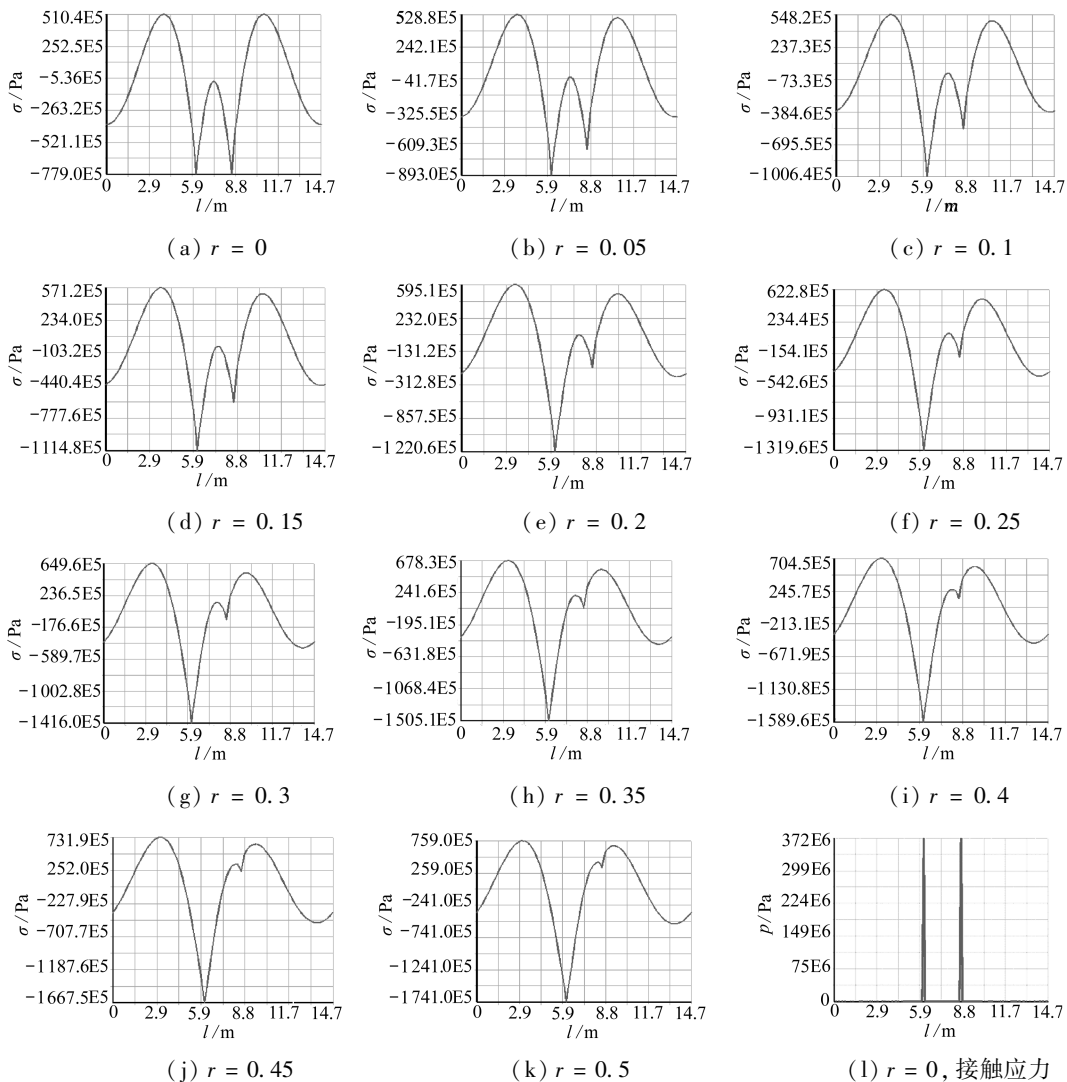 510.4E5
252.5E5
−5.36E5
−263.2E5
−521.1E5
−779.0E5
σ/Pa
0 2.9 5.9 8.8 11.7 14.7
l/m
(a) r = 0
528.8E5
242.1E5
−41.7E5
−325.5E5
−609.3E5
−893.0E5
σ/Pa
0 2.9 5.9 8.8 11.7 14.7
l/m
(b) r = 0.05
548.2E5
237.3E5
−73.3E5
−384.6E5
−695.5E5
−1006.4E5
σ/Pa
0 2.9 5.9 8.8 11.7 14.7
l/m
(c) r = 0.1
571.2E5
234.0E5
−103.2E5
−440.4E5
−777.6E5
−1114.8E5
σ/Pa
0 2.9 5.9 8.8 11.7 14.7
l/m
(d) r = 0.15
595.1E5
232.0E5
−131.2E5
−312.8E5
−857.5E5
−1220.6E5
σ/Pa
0 2.9 5.9 8.8 11.7 14.7
l/m
(e) r = 0.2
622.8E5
234.4E5
−154.1E5
−542.6E5
−931.1E5
−1319.6E5
σ/Pa
0 2.9 5.9 8.8 11.7 14.7
l/m
(f) r = 0.25
649.6E5
236.5E5
−176.6E5
−589.7E5
−1002.8E5
−1416.0E5
σ/Pa
0 2.9 5.9 8.8 11.7 14.7
l/m
(g) r = 0.3
678.3E5
241.6E5
−195.1E5
−631.8E5
−1068.4E5
−1505.1E5
σ/Pa
0 2.9 5.9 8.8 11.7 14.7
l/m
(h) r = 0.35
704.5E5
245.7E5
−213.1E5
−671.9E5
−1130.8E5
−1589.6E5
σ/Pa
0 2.9 5.9 8.8 11.7 14.7
l/m
(i) r = 0.4
731.9E5
252.0E5
−227.9E5
−707.7E5
−1187.6E5
−1667.5E5
σ/Pa
0 2.9 5.9 8.8 11.7 14.7
l/m
(j) r = 0.45
759.0E5
259.0E5
−241.0E5
−741.0E5
−1241.0E5
−1741.0E5
σ/Pa
0 2.9 5.9 8.8 11.7 14.7
l/m
(k) r = 0.5
372E6
299E6
224E6
149E6
75E6
0
p/Pa
0 2.9 5.9 8.8 11.7 14.7
l/m
(l) r = 0, 接触应力